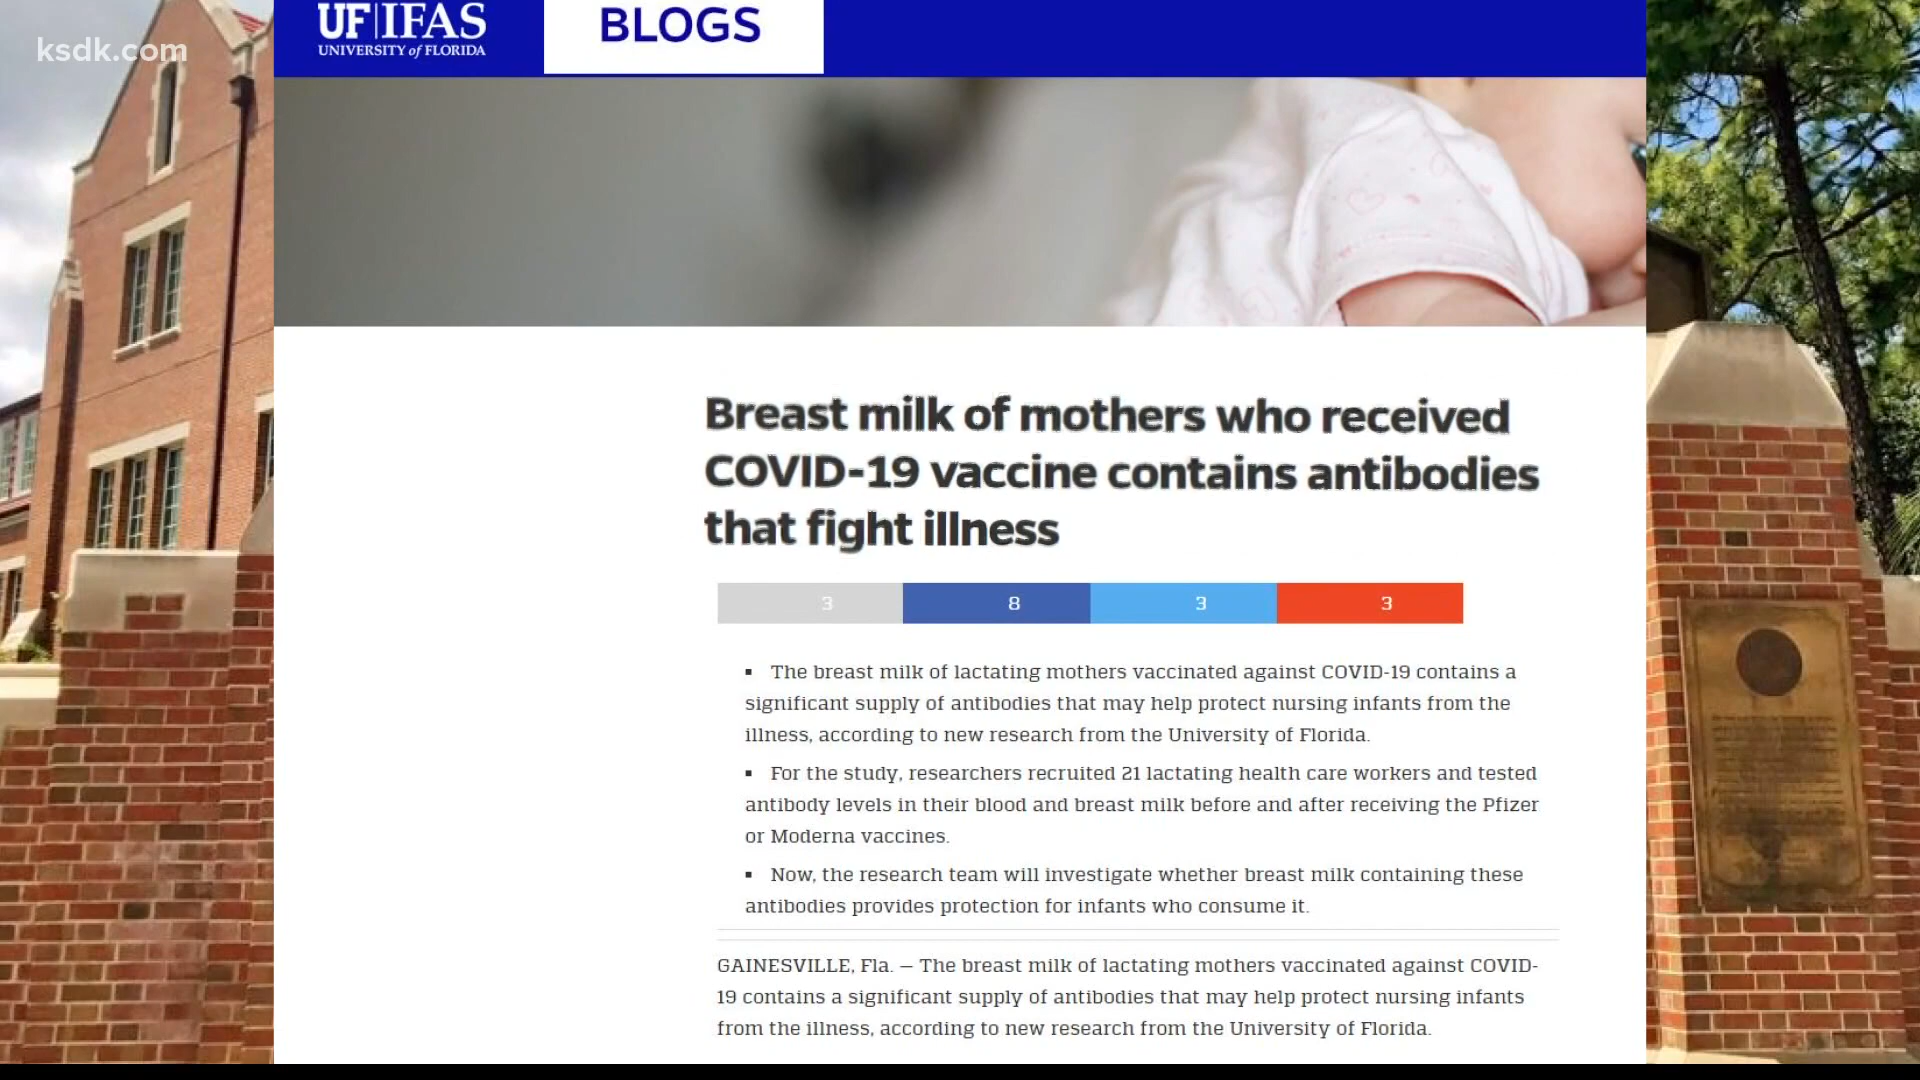 ksdk.com
UF|IFAS
UNIVERSITY of FLORIDA
BLOGS
Breast milk of mothers who received
COVID-19 vaccine contains antibodies
that fight illness
3 8 3 3
▪ The breast milk of lactating mothers vaccinated against COVID-19 contains a
significant supply of antibodies that may help protect nursing infants from the
illness, according to new research from the University of Florida.
▪ For the study, researchers recruited 21 lactating health care workers and tested
antibody levels in their blood and breast milk before and after receiving the Pfizer
or Moderna vaccines.
▪ Now, the research team will investigate whether breast milk containing these
antibodies provides protection for infants who consume it.
GAINESVILLE, Fla. — The breast milk of lactating mothers vaccinated against COVID-
19 contains a significant supply of antibodies that may help protect nursing infants
from the illness, according to new research from the University of Florida.